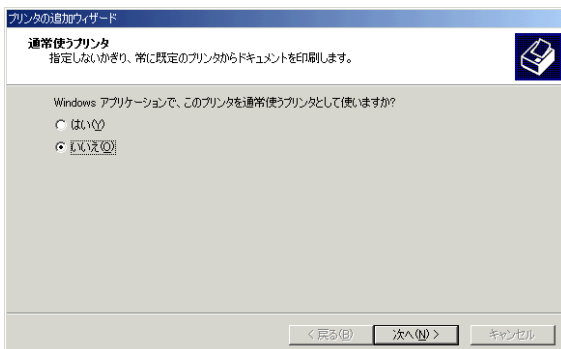 プリンタの追加ウィザード
通常使うプリンタ
指定しないかぎり、常に既定のプリンタからドキュメントを印刷します。
Windows アプリケーションで、このプリンタを通常使うプリンタとして使いますか?
はい(Y)
いいえ(O)
< 戻る(B) 次へ(N) > キャンセル